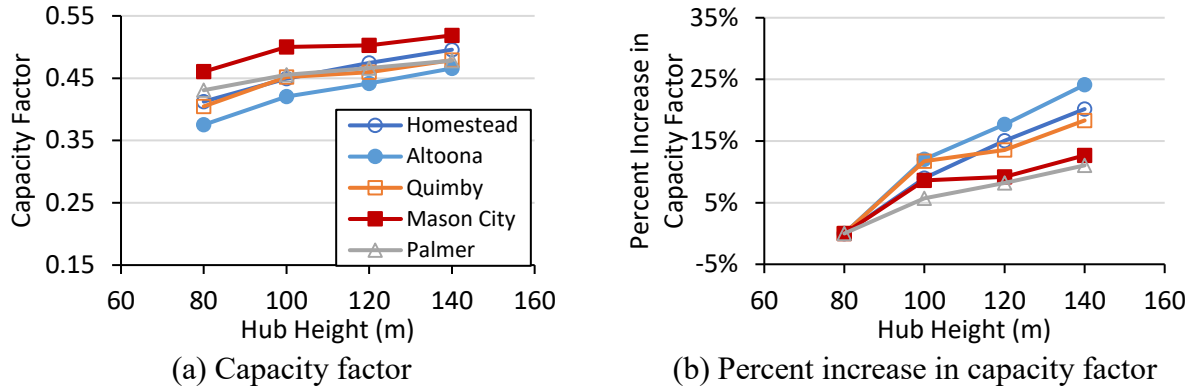 0.55
0.45
0.35
0.25
0.15
Capacity Factor
Homestead
Altoona
Quimby
Mason City
Palmer
60 80 100 120 140 160
Hub Height (m)
(a) Capacity factor
35%
25%
15%
5%
-5%
Percent Increase in
Capacity Factor
60 80 100 120 140 160
Hub Height (m)
(b) Percent increase in capacity factor